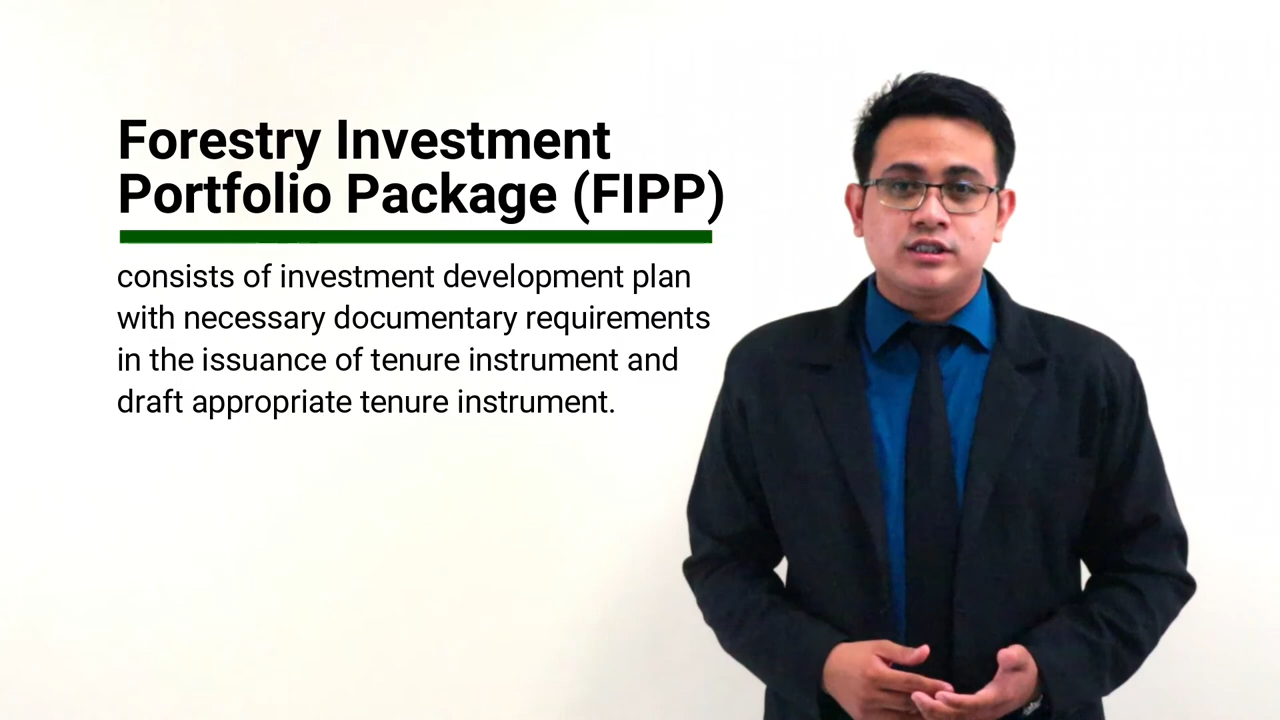 Forestry Investment
Portfolio Package (FIPP)
consists of investment development plan
with necessary documentary requirements
in the issuance of tenure instrument and
draft appropriate tenure instrument.